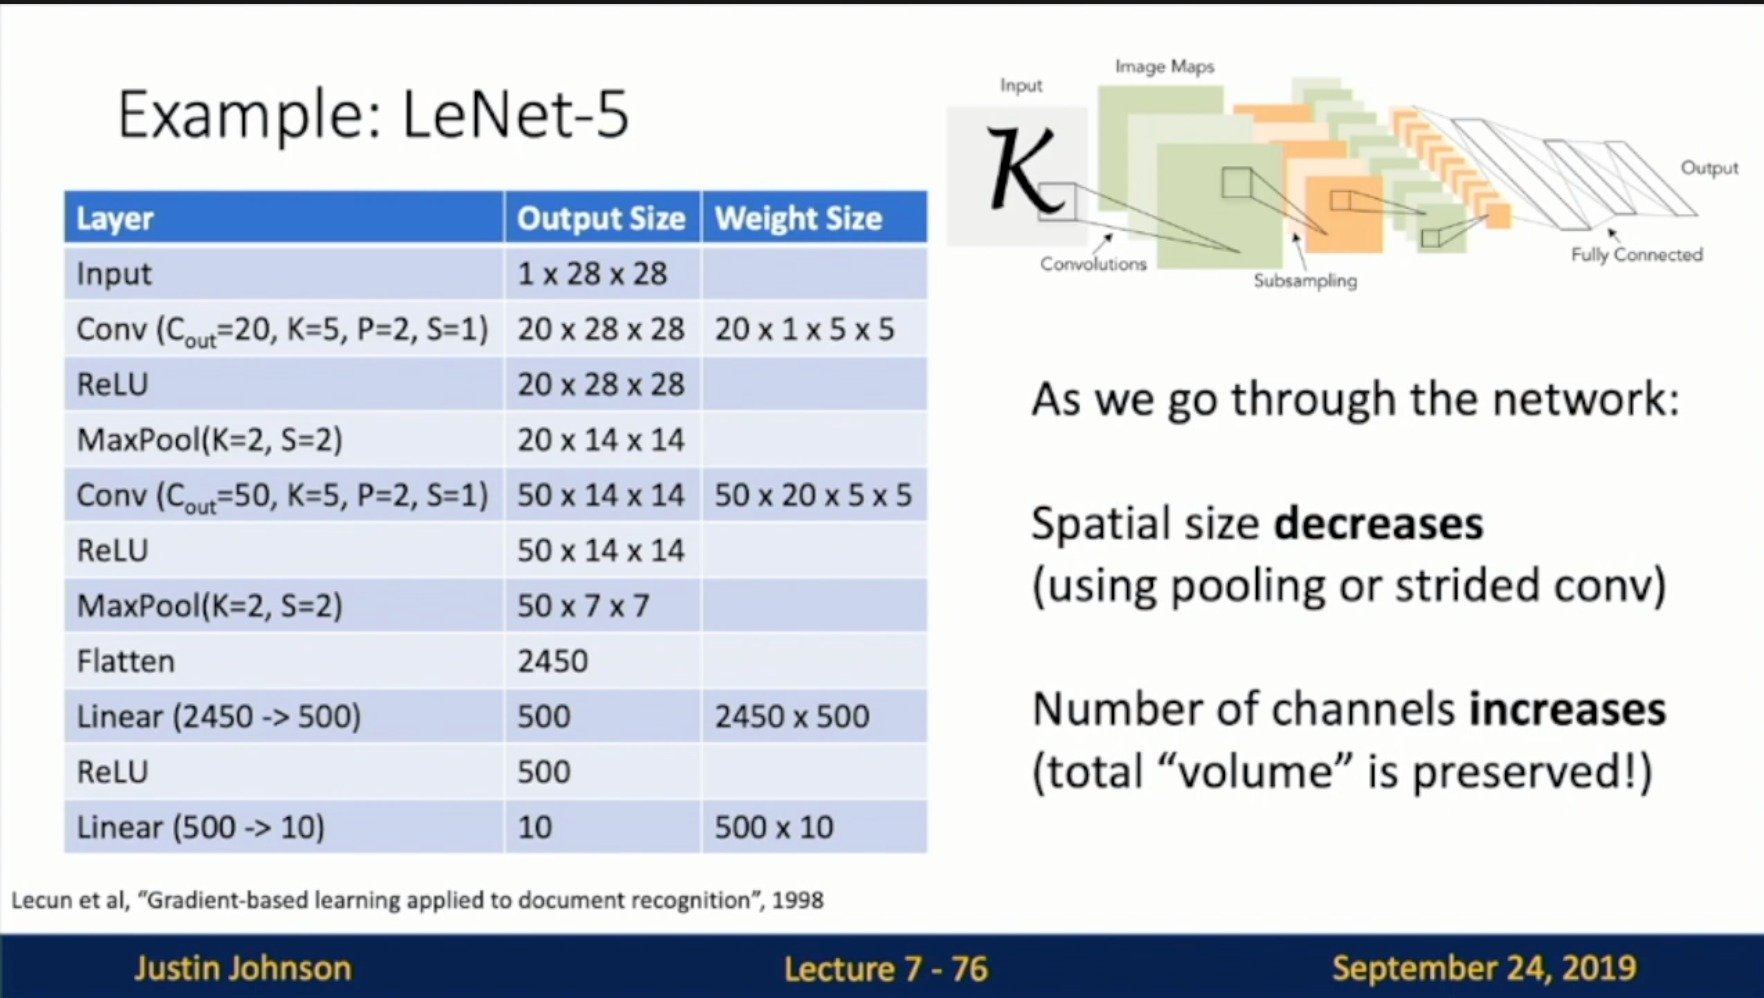 Example: LeNet-5
Input
Image Maps
K
Convolutions
Subsampling
Fully Connected
Output
Layer Output Size Weight Size
Input 1 x 28 x 28
Conv (Cout=20, K=5, P=2, S=1) 20 x 28 x 28 20 x 1 x 5 x 5
ReLU 20 x 28 x 28
MaxPool(K=2, S=2) 20 x 14 x 14
Conv (Cout=50, K=5, P=2, S=1) 50 x 14 x 14 50 x 20 x 5 x 5
ReLU 50 x 14 x 14
MaxPool(K=2, S=2) 50 x 7 x 7
Flatten 2450
Linear (2450 -> 500) 500 2450 x 500
ReLU 500
Linear (500 -> 10) 10 500 x 10
As we go through the network:
Spatial size decreases
(using pooling or strided conv)
Number of channels increases
(total “volume” is preserved!)
Lecun et al, “Gradient-based learning applied to document recognition”, 1998
Justin Johnson Lecture 7 - 76 September 24, 2019